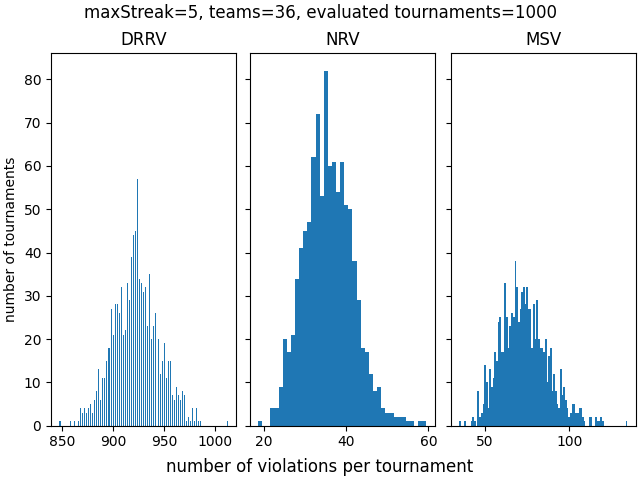 maxStreak=5, teams=36, evaluated tournaments=1000
DRRV NRV MSV
number of tournaments
80
70
60
50
40
30
20
10
0
850 900 950 1000 20 40 60 50 100
number of violations per tournament